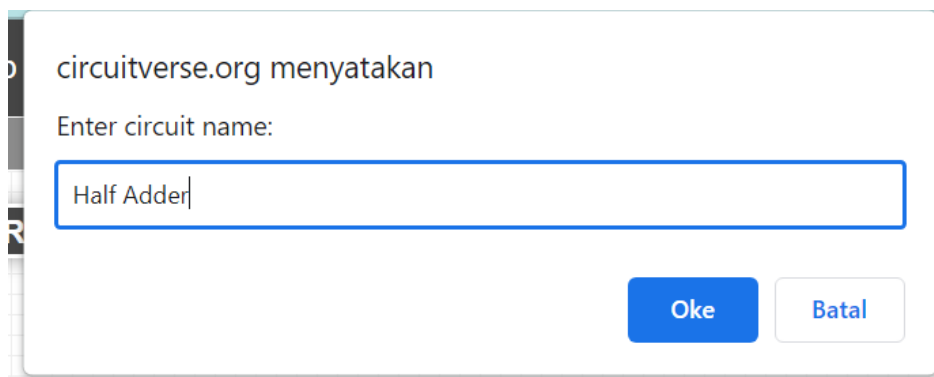 circuitverse.org menyatakan
Enter circuit name:
Half Adder
R
Oke Batal